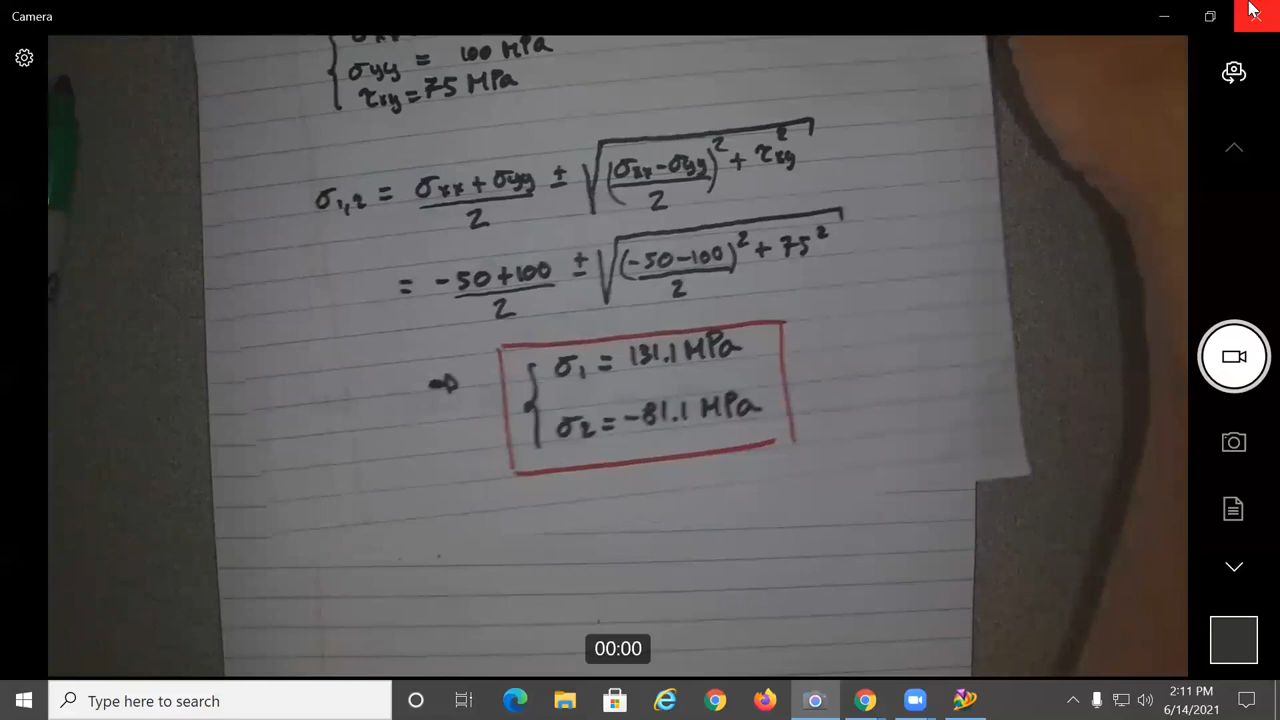 Camera
σyy = 100 MPa
τxy = 75 MPa
σ1,2 = (σxx + σyy)/2 ± √(((σxx - σyy)/2)² + τxy²)
= (-50+100)/2 ± √(((-50-100)/2)² + 75²)
⇒ { σ1 = 131.1 MPa
σ2 = -81.1 MPa
00:00
Type here to search
2:11 PM
6/14/2021